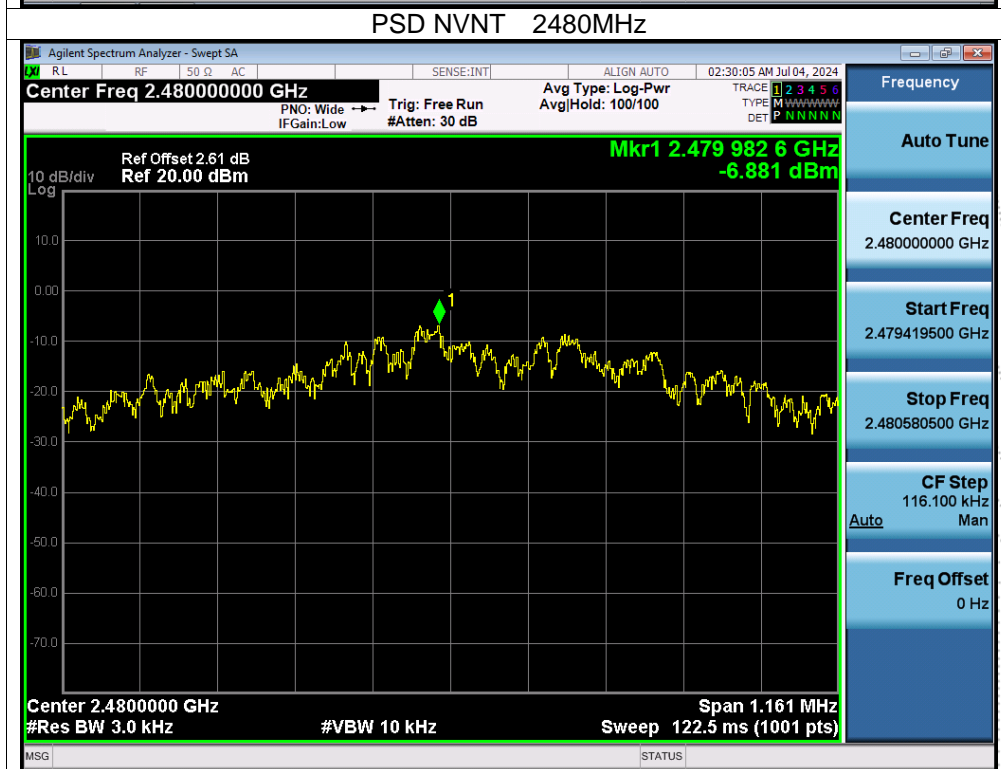 PSD NVNT 2480MHz
Agilent Spectrum Analyzer - Swept SA
LXI RL RF 50 Ω AC SENSE:INT ALIGN AUTO 02:30:05 AM Jul 04, 2024
Center Freq 2.480000000 GHz
PNO: Wide
IFGain:Low
Trig: Free Run
#Atten: 30 dB
Avg Type: Log-Pwr
Avg|Hold: 100/100
TRACE 1 2 3 4 5 6
TYPE M WWWWW
DET P N N N N N
Mkr1 2.479 982 6 GHz
-6.881 dBm
Ref Offset 2.61 dB
10 dB/div Ref 20.00 dBm
Log
10.0
0.00
-10.0
-20.0
-30.0
-40.0
-50.0
-60.0
-70.0
1
Center 2.4800000 GHz Span 1.161 MHz
#Res BW 3.0 kHz #VBW 10 kHz Sweep 122.5 ms (1001 pts)
MSG STATUS
Frequency
Auto Tune
Center Freq
2.480000000 GHz
Start Freq
2.479419500 GHz
Stop Freq
2.480580500 GHz
CF Step
116.100 kHz
Auto Man
Freq Offset
0 Hz